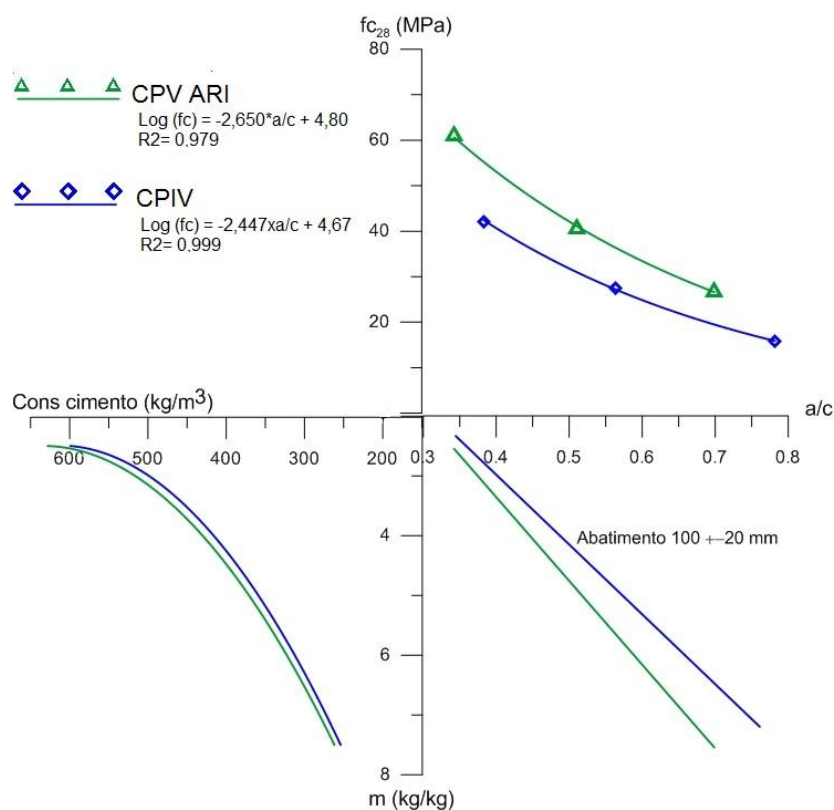 fc28 (MPa)
80
60
40
20
CPV ARI
Log (fc) = -2,650*a/c + 4,80
R2= 0,979
CPIV
Log (fc) = -2,447xa/c + 4,67
R2= 0,999
Cons cimento (kg/m3)
a/c
600 500 400 300 200 0.3 0.4 0.5 0.6 0.7 0.8
4
Abatimento 100 +-20 mm
6
8
m (kg/kg)